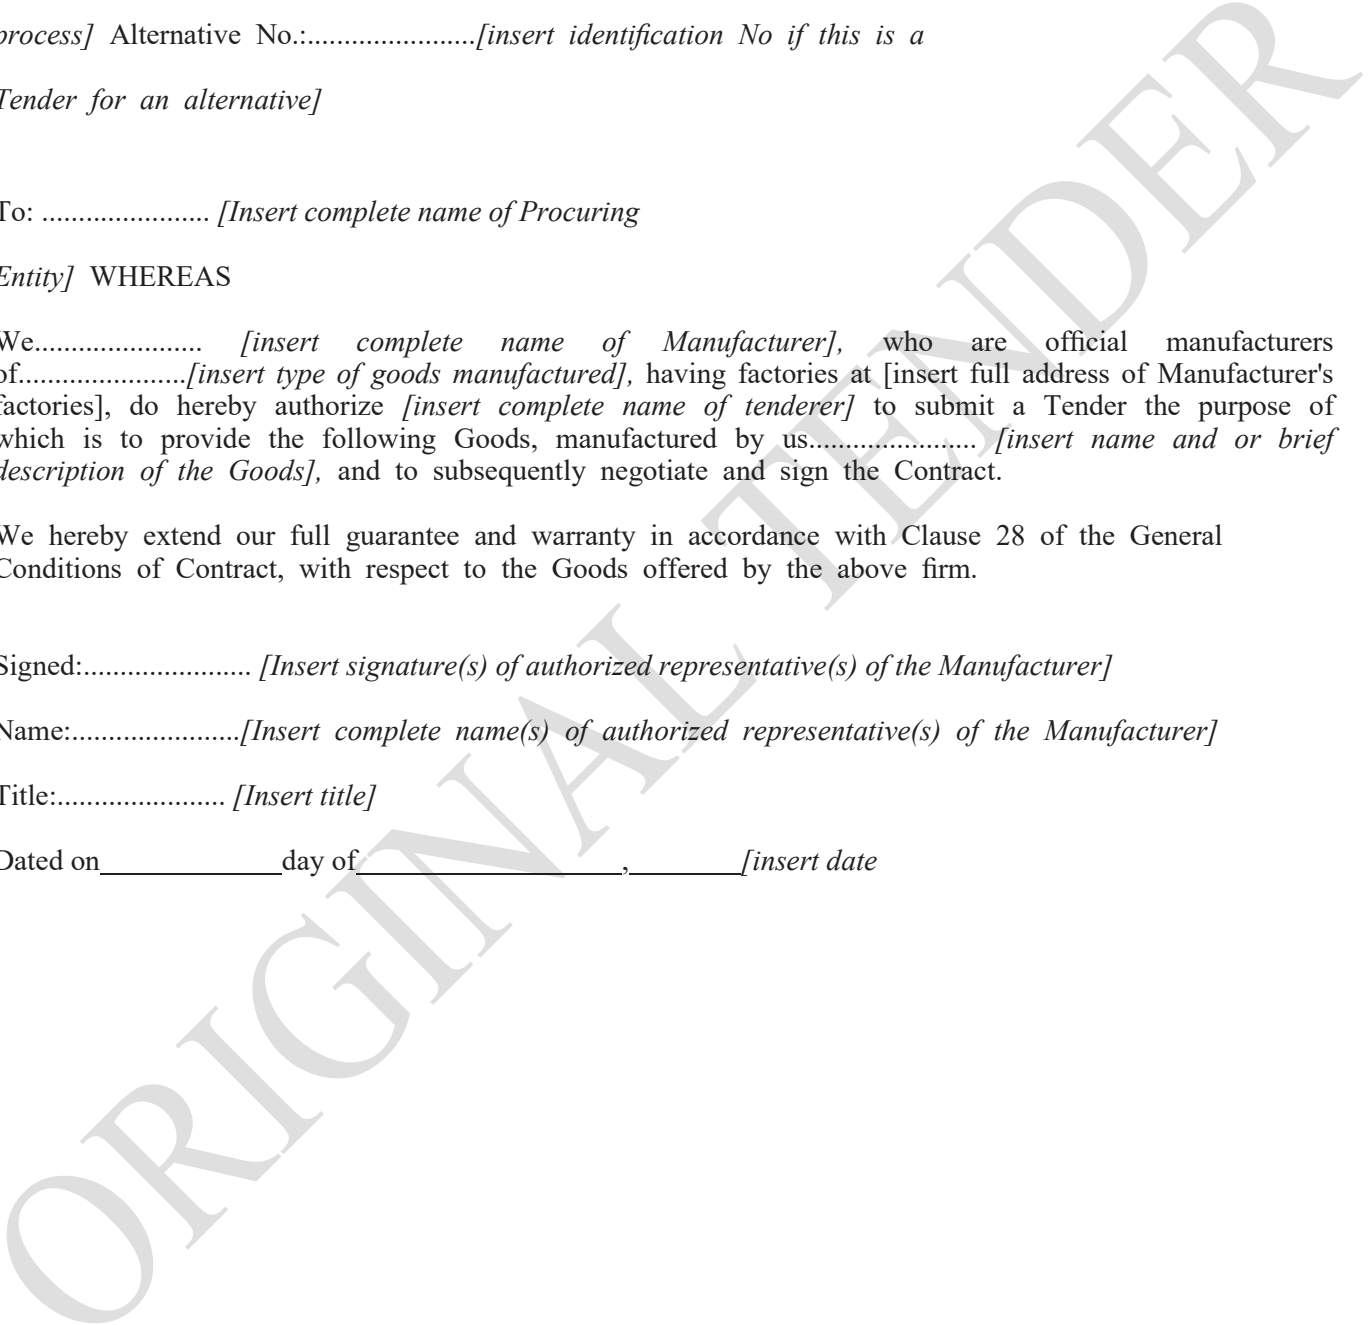 process] Alternative No.:.......................[insert identification No if this is a
Tender for an alternative]
To: ....................... [Insert complete name of Procuring
Entity] WHEREAS
We....................... [insert complete name of Manufacturer], who are official manufacturers
of.......................[insert type of goods manufactured], having factories at [insert full address of Manufacturer's
factories], do hereby authorize [insert complete name of tenderer] to submit a Tender the purpose of
which is to provide the following Goods, manufactured by us....................... [insert name and or brief
description of the Goods], and to subsequently negotiate and sign the Contract.
We hereby extend our full guarantee and warranty in accordance with Clause 28 of the General
Conditions of Contract, with respect to the Goods offered by the above firm.
Signed:....................... [Insert signature(s) of authorized representative(s) of the Manufacturer]
Name:.......................[Insert complete name(s) of authorized representative(s) of the Manufacturer]
Title:....................... [Insert title]
Dated on_____________day of___________________,________[insert date
ORIGINAL TENDER